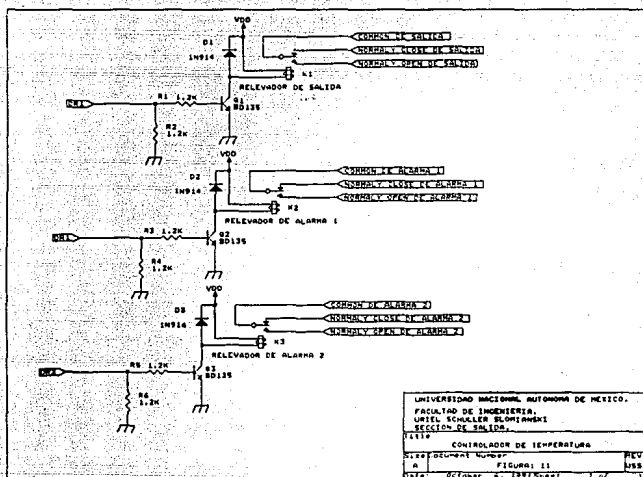 VDD
D1
1N914
COMMON DE SALIDA
NORMALY CLOSE DE SALIDA
NORMALY OPEN DE SALIDA
K1
RELEVADOR DE SALIDA
R1 1.2K
Q1
BD135
R2
1.2K
VDD
D2
1N914
COMMON DE ALARMA 1
NORMALY CLOSE DE ALARMA 1
NORMALY OPEN DE ALARMA 1
K2
RELEVADOR DE ALARMA 1
R3 1.2K
Q2
BD135
R4
1.2K
VDD
D3
1N914
COMMON DE ALARMA 2
NORMALY CLOSE DE ALARMA 2
NORMALY OPEN DE ALARMA 2
K3
RELEVADOR DE ALARMA 2
R5 1.2K
Q3
BD135
R6
1.2K
UNIVERSIDAD NACIONAL AUTONOMA DE MEXICO.
FACULTAD DE INGENIERIA.
URIEL SCHULLER SLOMIANSKI
SECCION DE SALIDA.
Title
CONTROLADOR DE TEMPERATURA
Size Document Number REV
A FIGURA: 11
Date: October Sheet of